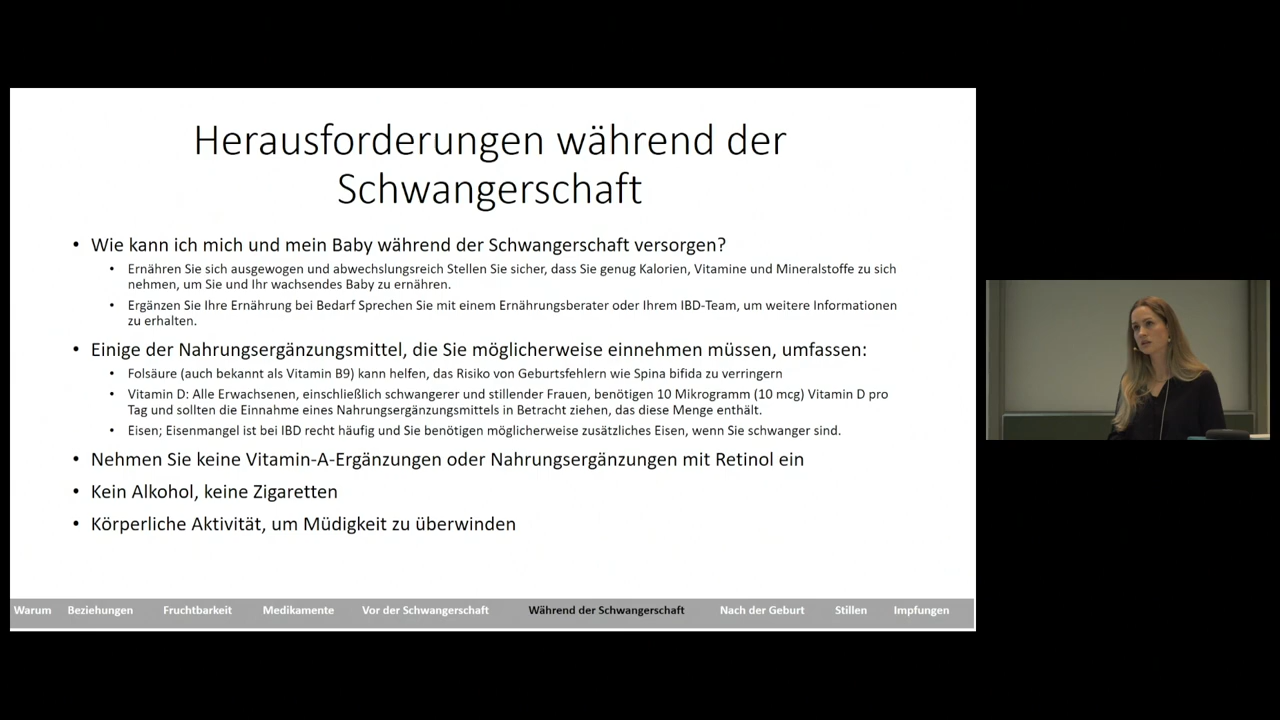 Herausforderungen während der
Schwangerschaft
• Wie kann ich mich und mein Baby während der Schwangerschaft versorgen?
• Ernähren Sie sich ausgewogen und abwechslungsreich Stellen Sie sicher, dass Sie genug Kalorien, Vitamine und Mineralstoffe zu sich
nehmen, um Sie und Ihr wachsendes Baby zu ernähren.
• Ergänzen Sie Ihre Ernährung bei Bedarf Sprechen Sie mit einem Ernährungsberater oder Ihrem IBD-Team, um weitere Informationen
zu erhalten.
• Einige der Nahrungsergänzungsmittel, die Sie möglicherweise einnehmen müssen, umfassen:
• Folsäure (auch bekannt als Vitamin B9) kann helfen, das Risiko von Geburtsfehlern wie Spina bifida zu verringern
• Vitamin D: Alle Erwachsenen, einschließlich schwangerer und stillender Frauen, benötigen 10 Mikrogramm (10 mcg) Vitamin D pro
Tag und sollten die Einnahme eines Nahrungsergänzungsmittels in Betracht ziehen, das diese Menge enthält.
• Eisen; Eisenmangel ist bei IBD recht häufig und Sie benötigen möglicherweise zusätzliches Eisen, wenn Sie schwanger sind.
• Nehmen Sie keine Vitamin-A-Ergänzungen oder Nahrungsergänzungen mit Retinol ein
• Kein Alkohol, keine Zigaretten
• Körperliche Aktivität, um Müdigkeit zu überwinden
Warum Beziehungen Fruchtbarkeit Medikamente Vor der Schwangerschaft Während der Schwangerschaft Nach der Geburt Stillen Impfungen